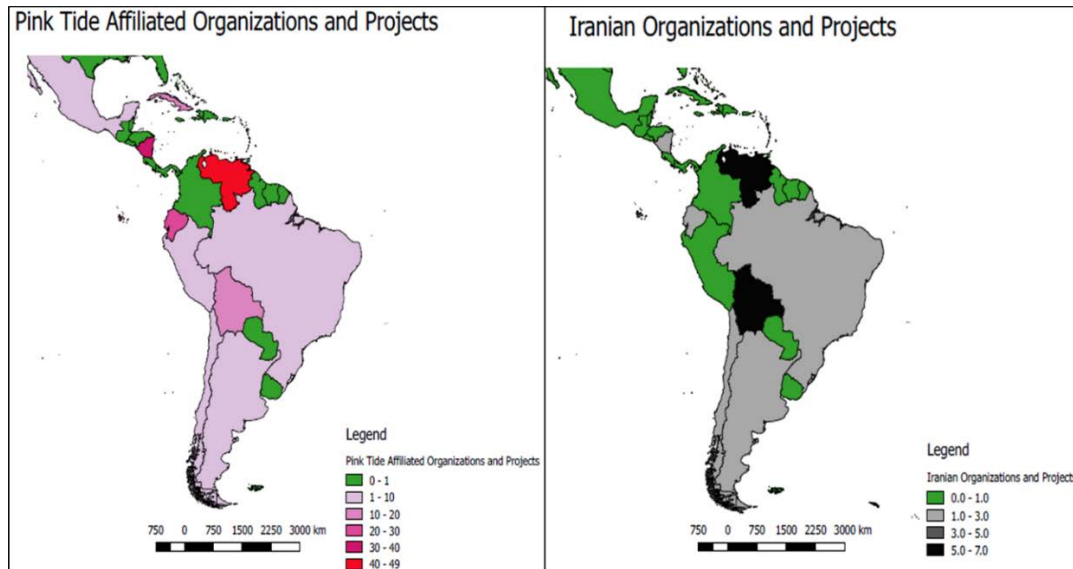 Pink Tide Affiliated Organizations and Projects
Legend
Pink Tide Affiliated Organizations and Projects
0 - 1
1 - 10
10 - 20
20 - 30
30 - 40
40 - 49
750 0 750 1500 2250 3000 km
Iranian Organizations and Projects
Legend
Iranian Organizations and Projects
0.0 - 1.0
1.0 - 3.0
3.0 - 5.0
5.0 - 7.0
750 0 750 1500 2250 3000 km